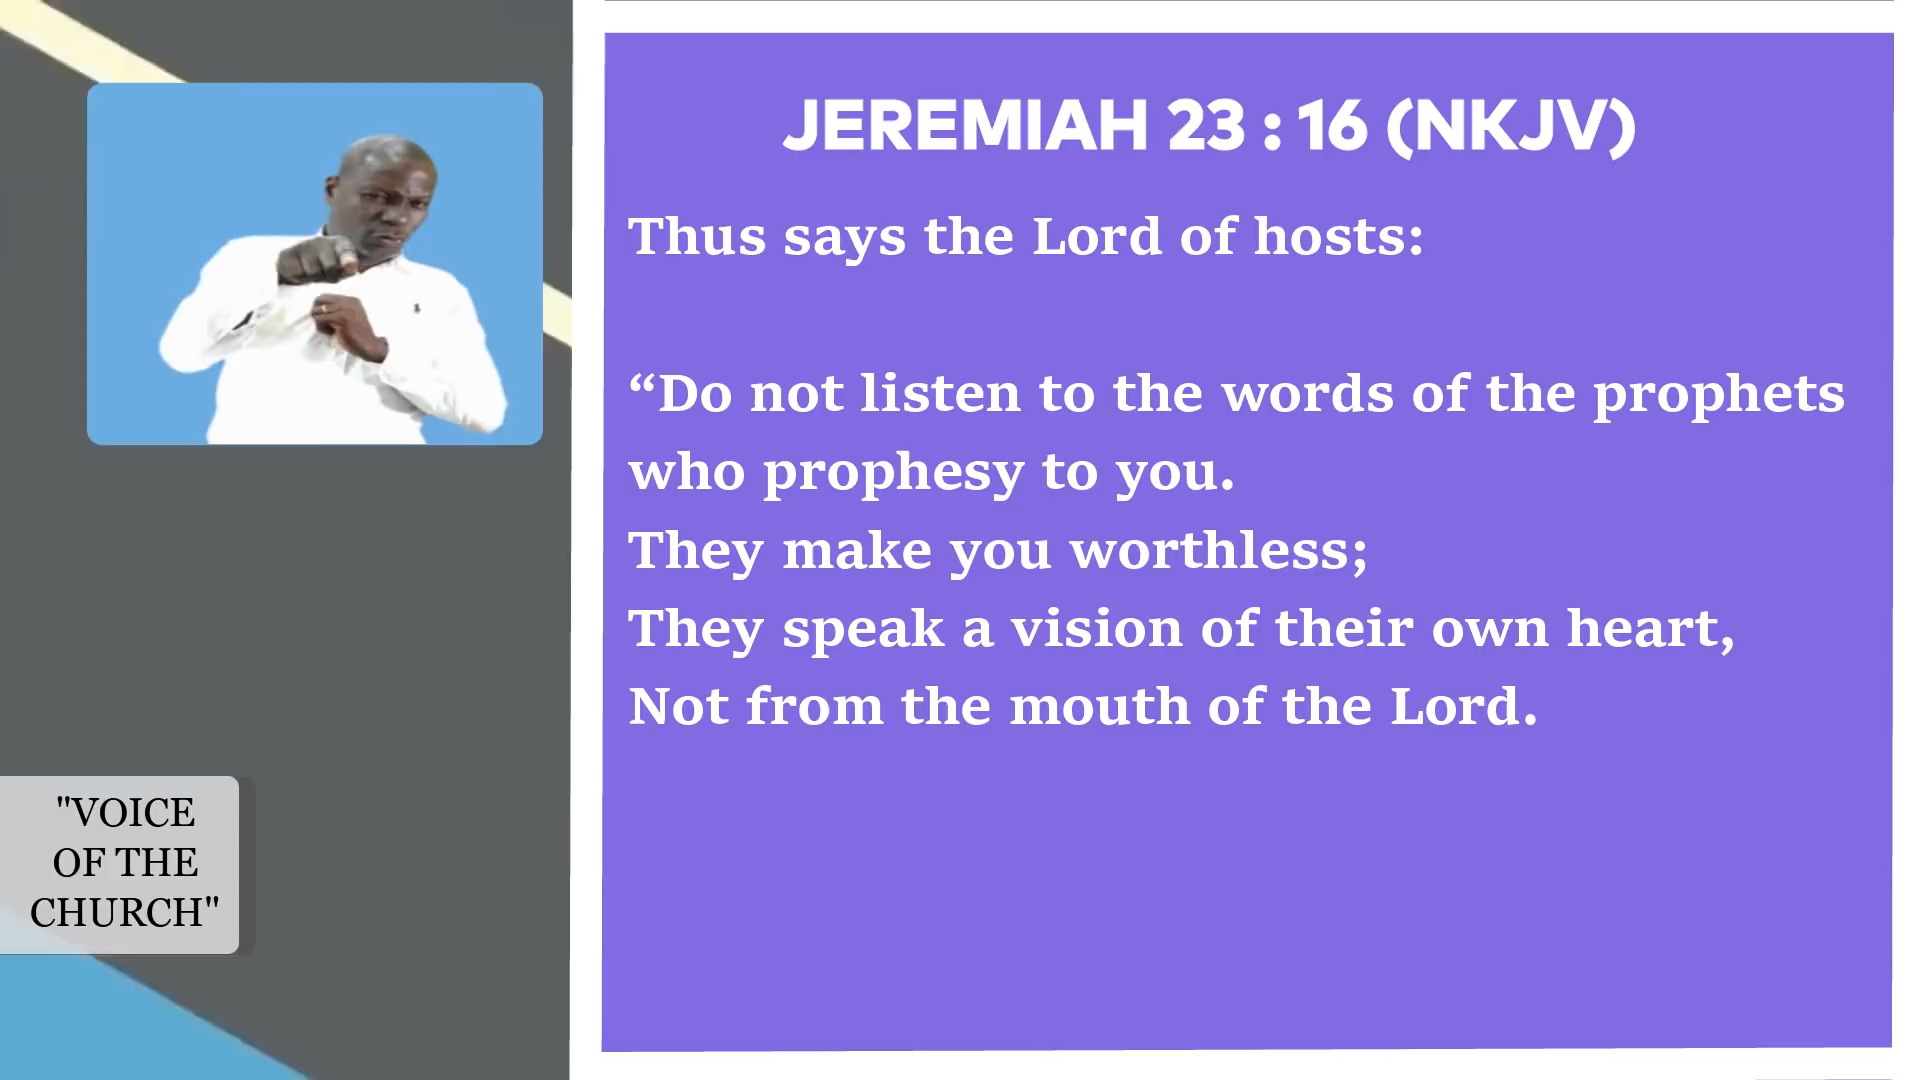 JEREMIAH 23 : 16 (NKJV)
Thus says the Lord of hosts:
“Do not listen to the words of the prophets
who prophesy to you.
They make you worthless;
They speak a vision of their own heart,
Not from the mouth of the Lord.
"VOICE
OF THE
CHURCH"